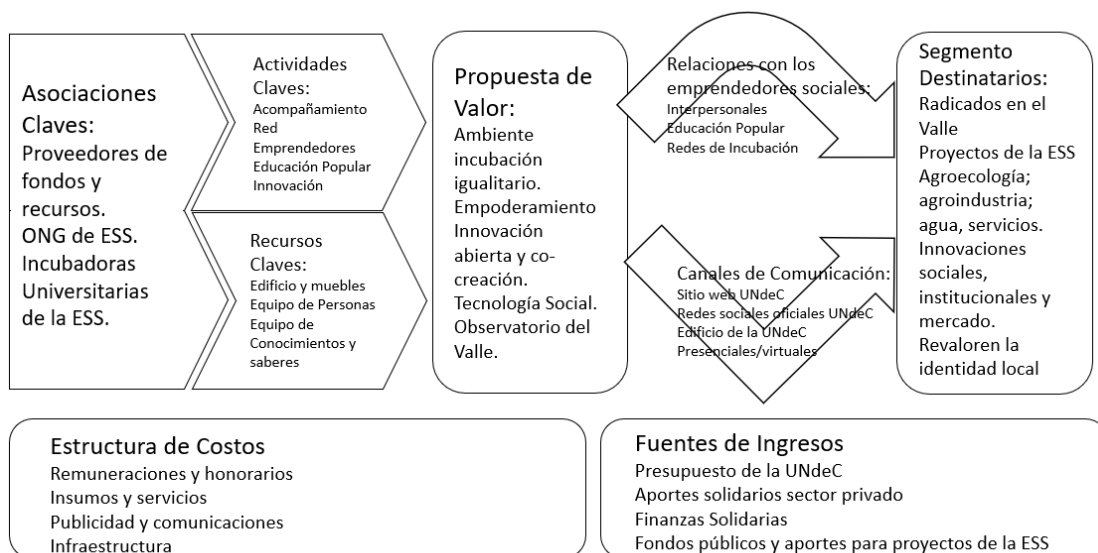 Asociaciones
Claves:
Proveedores de
fondos y
recursos.
ONG de ESS.
Incubadoras
Universitarias
de la ESS.
Actividades
Claves:
Acompañamiento
Red
Emprendedores
Educación Popular
Innovación
Recursos
Claves:
Edificio y muebles
Equipo de Personas
Equipo de
Conocimientos y
saberes
Propuesta de
Valor:
Ambiente
incubación
igualitario.
Empoderamiento
Innovación
abierta y co-
creación.
Tecnología Social.
Observatorio del
Valle.
Relaciones con los
emprendedores sociales:
Interpersonales
Educación Popular
Redes de Incubación
Canales de Comunicación:
Sitio web UNdeC
Redes sociales oficiales UNdeC
Edificio de la UNdeC
Presenciales/virtuales
Segmento
Destinatarios:
Radicados en el
Valle
Proyectos de la ESS
Agroecología;
agroindustria;
agua, servicios.
Innovaciones
sociales,
institucionales y
mercado.
Revaloren la
identidad local
Estructura de Costos
Remuneraciones y honorarios
Insumos y servicios
Publicidad y comunicaciones
Infraestructura
Fuentes de Ingresos
Presupuesto de la UNdeC
Aportes solidarios sector privado
Finanzas Solidarias
Fondos públicos y aportes para proyectos de la ESS